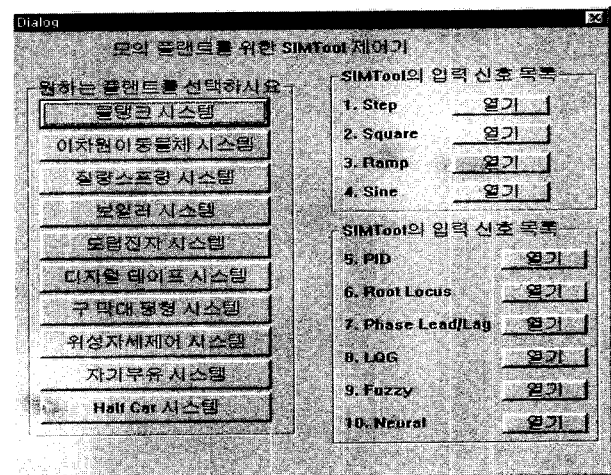 Dialog
모의 플랜트를 위한 SIMTool 제어기
원하는 플랜트를 선택하시요
물탱크 시스템
이차원이동물체 시스템
질량스프링 시스템
보일러 시스템
도립진자 시스템
디지털 테이프 시스템
구 막대 평형 시스템
위성자세제어 시스템
자기부유 시스템
Half Car 시스템
SIMTool의 입력 신호 목록
1. Step 열기
2. Square 열기
3. Ramp 열기
4. Sine 열기
SIMTool의 입력 신호 목록
5. PID 열기
6. Root Locus 열기
7. Phase Lead/Lag 열기
8. LQG 열기
9. Fuzzy 열기
10. Neural 열기